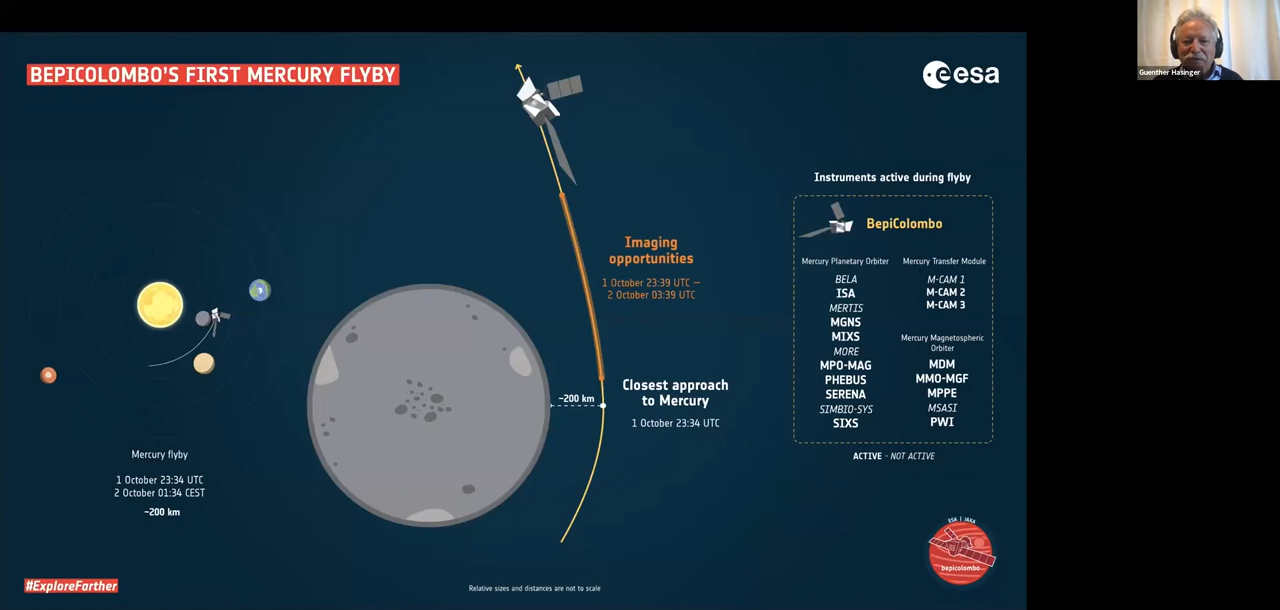 BEPICOLOMBO'S FIRST MERCURY FLYBY
esa
Guenther Hasinger
Imaging
opportunities
1 October 23:39 UTC —
2 October 03:39 UTC
~200 km
Closest approach
to Mercury
1 October 23:34 UTC
Mercury flyby
1 October 23:34 UTC
2 October 01:34 CEST
~200 km
Instruments active during flyby
BepiColombo
Mercury Planetary Orbiter
BELA
ISA
MERTIS
MGNS
MIXS
MORE
MPO-MAG
PHEBUS
SERENA
SIMBIO-SYS
SIXS
Mercury Transfer Module
M-CAM 1
M-CAM 2
M-CAM 3
Mercury Magnetospheric
Orbiter
MDM
MMO-MGF
MPPE
MSASI
PWI
ACTIVE - NOT ACTIVE
ESA | JAXA
bepicolombo
#ExploreFarther
Relative sizes and distances are not to scale